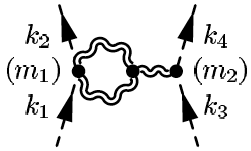 k₂ k₄
(m₁) (m₂)
k₁ k₃